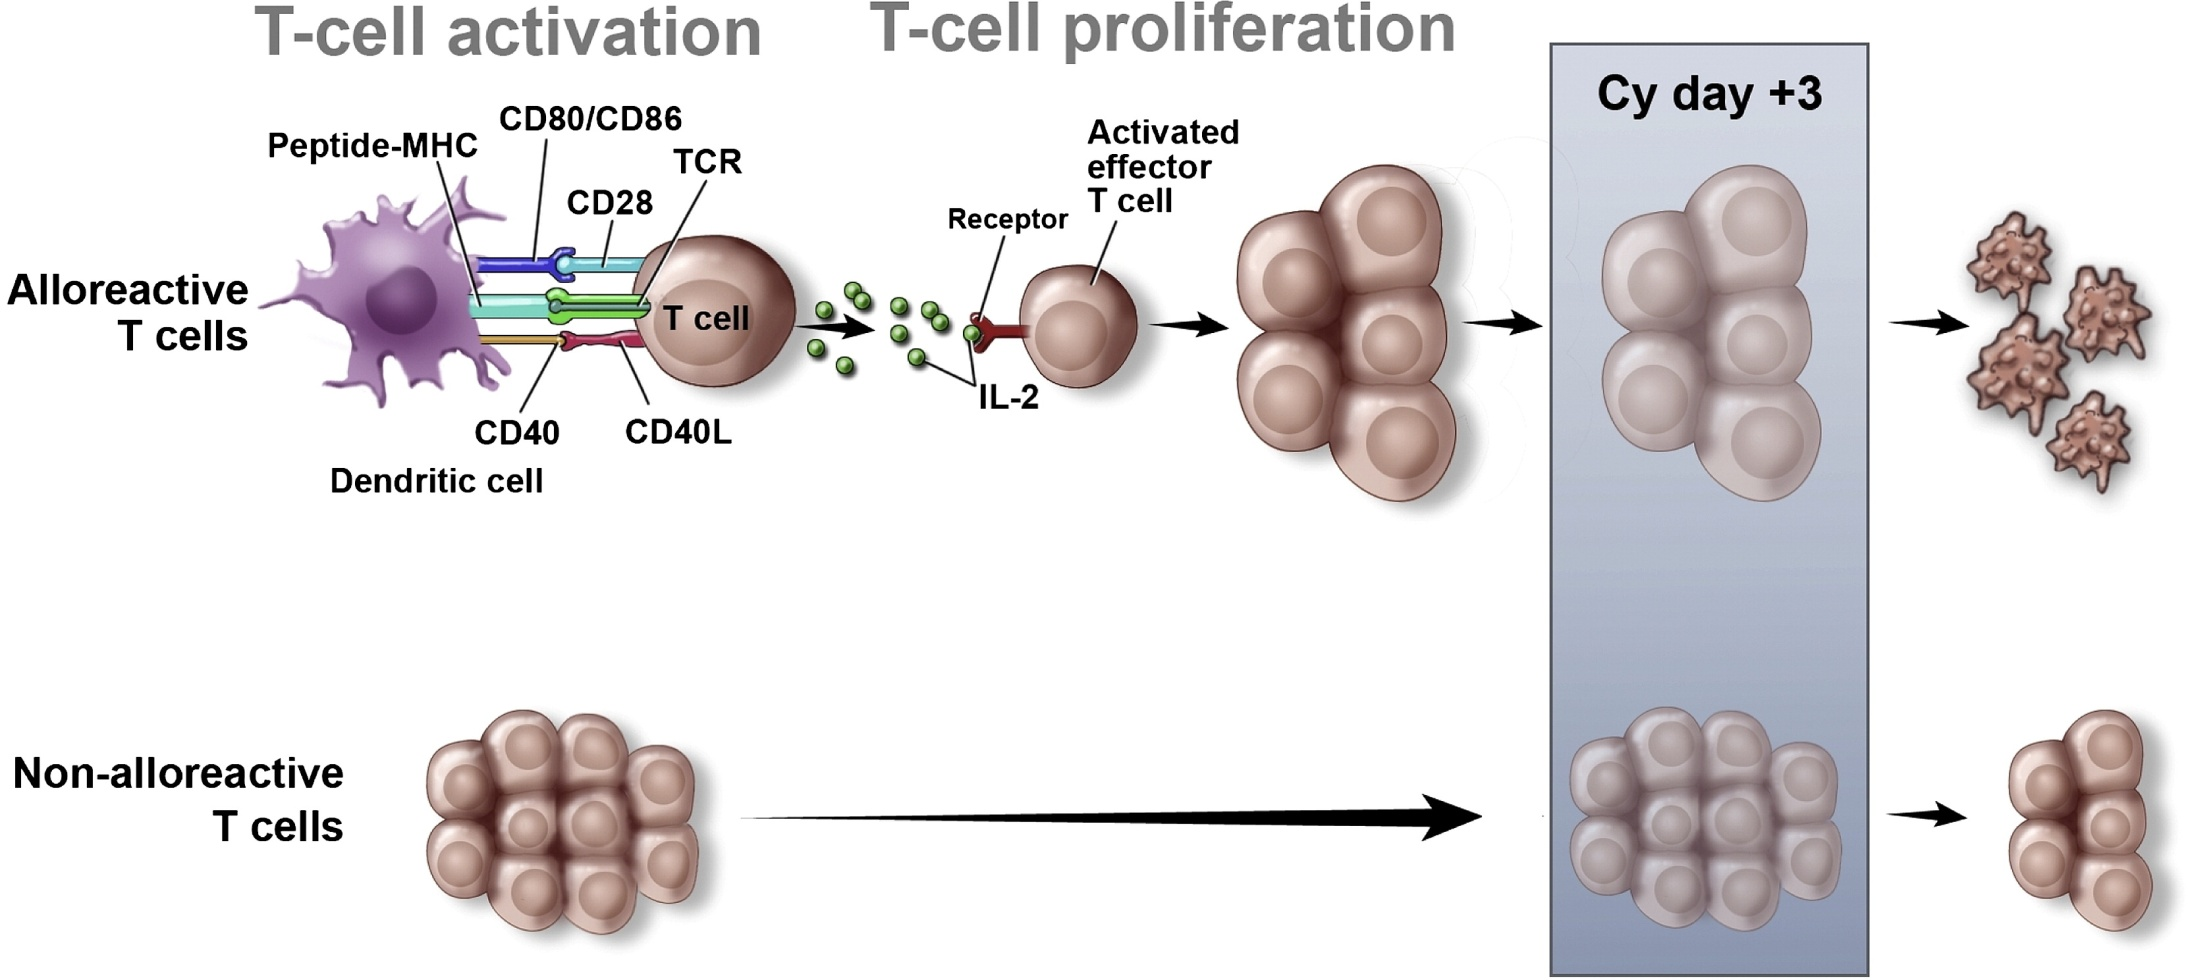 T-cell activation
T-cell proliferation
Cy day +3
CD80/CD86
Peptide-MHC
TCR
CD28
Activated
effector
T cell
Receptor
Alloreactive
T cells
T cell
IL-2
CD40
CD40L
Dendritic cell
Non-alloreactive
T cells